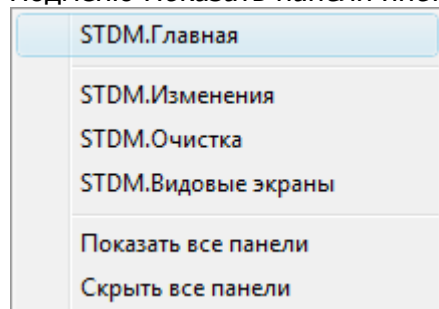 STDM.Главная
STDM.Изменения
STDM.Очистка
STDM.Видовые экраны
Показать все панели
Скрыть все панели